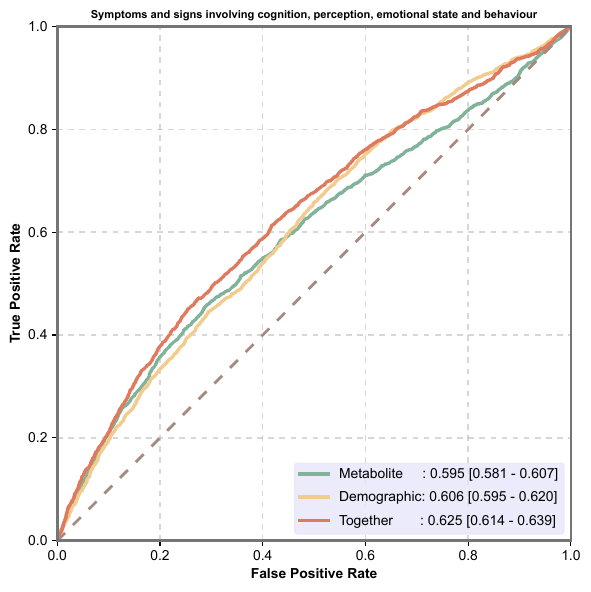 Symptoms and signs involving cognition, perception, emotional state and behaviour
1.0
0.8
0.6
0.4
0.2
0.0
True Positive Rate
Metabolite : 0.595 [0.581 - 0.607]
Demographic: 0.606 [0.595 - 0.620]
Together : 0.625 [0.614 - 0.639]
0.0 0.2 0.4 0.6 0.8 1.0
False Positive Rate